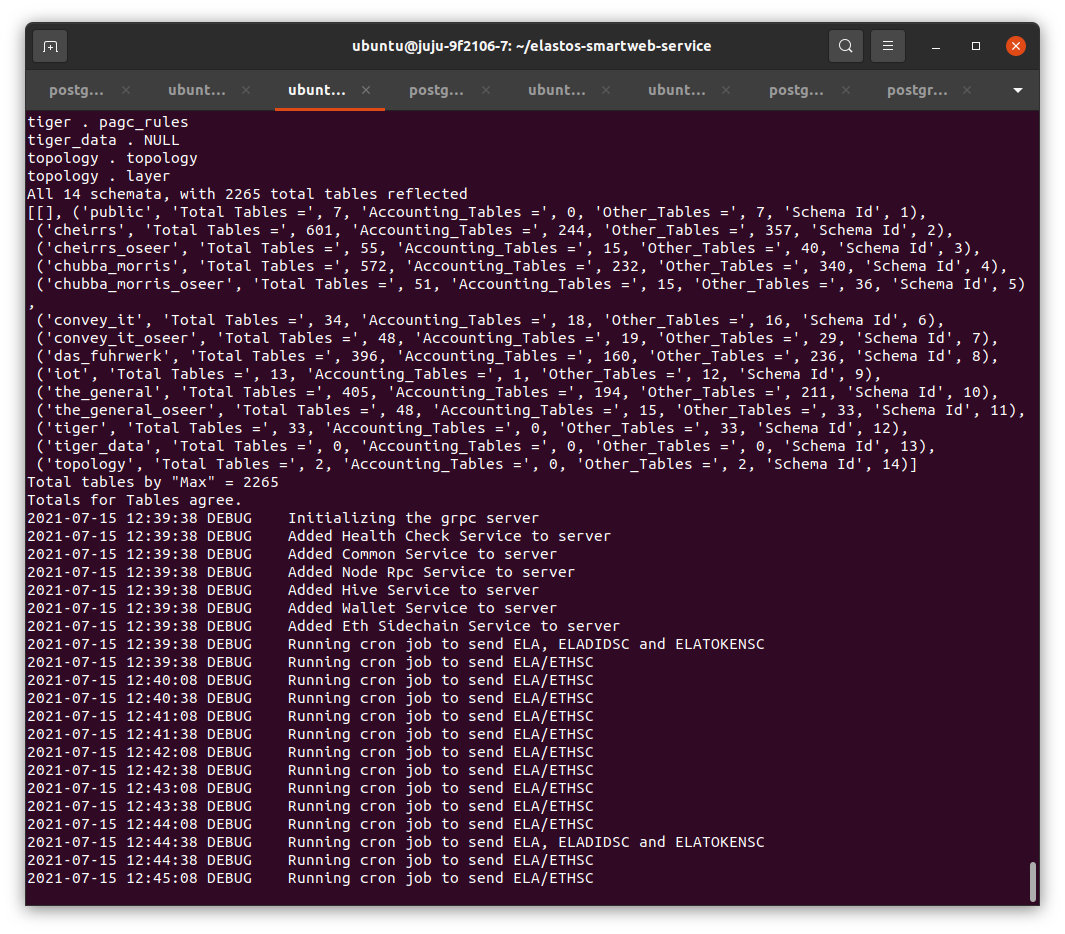 ubuntu@juju-9f2106-7: ~/elastos-smartweb-service
postg... × ubunt... × ubunt... × postg... × ubunt... × ubunt... × postg... × postgr... ×
tiger . pagc_rules
tiger_data . NULL
topology . topology
topology . layer
All 14 schemata, with 2265 total tables reflected
[[], ('public', 'Total Tables =', 7, 'Accounting_Tables =', 0, 'Other_Tables =', 7, 'Schema Id', 1),
 ('cheirrs', 'Total Tables =', 601, 'Accounting_Tables =', 244, 'Other_Tables =', 357, 'Schema Id', 2),
 ('cheirrs_oseer', 'Total Tables =', 55, 'Accounting_Tables =', 15, 'Other_Tables =', 40, 'Schema Id', 3),
 ('chubba_morris', 'Total Tables =', 572, 'Accounting_Tables =', 232, 'Other_Tables =', 340, 'Schema Id', 4),
 ('chubba_morris_oseer', 'Total Tables =', 51, 'Accounting_Tables =', 15, 'Other_Tables =', 36, 'Schema Id', 5)
,
 ('convey_it', 'Total Tables =', 34, 'Accounting_Tables =', 18, 'Other_Tables =', 16, 'Schema Id', 6),
 ('convey_it_oseer', 'Total Tables =', 48, 'Accounting_Tables =', 19, 'Other_Tables =', 29, 'Schema Id', 7),
 ('das_fuhrwerk', 'Total Tables =', 396, 'Accounting_Tables =', 160, 'Other_Tables =', 236, 'Schema Id', 8),
 ('iot', 'Total Tables =', 13, 'Accounting_Tables =', 1, 'Other_Tables =', 12, 'Schema Id', 9),
 ('the_general', 'Total Tables =', 405, 'Accounting_Tables =', 194, 'Other_Tables =', 211, 'Schema Id', 10),
 ('the_general_oseer', 'Total Tables =', 48, 'Accounting_Tables =', 15, 'Other_Tables =', 33, 'Schema Id', 11),
 ('tiger', 'Total Tables =', 33, 'Accounting_Tables =', 0, 'Other_Tables =', 33, 'Schema Id', 12),
 ('tiger_data', 'Total Tables =', 0, 'Accounting_Tables =', 0, 'Other_Tables =', 0, 'Schema Id', 13),
 ('topology', 'Total Tables =', 2, 'Accounting_Tables =', 0, 'Other_Tables =', 2, 'Schema Id', 14)]
Total tables by "Max" = 2265
Totals for Tables agree.
2021-07-15 12:39:38 DEBUG    Initializing the grpc server
2021-07-15 12:39:38 DEBUG    Added Health Check Service to server
2021-07-15 12:39:38 DEBUG    Added Common Service to server
2021-07-15 12:39:38 DEBUG    Added Node Rpc Service to server
2021-07-15 12:39:38 DEBUG    Added Hive Service to server
2021-07-15 12:39:38 DEBUG    Added Wallet Service to server
2021-07-15 12:39:38 DEBUG    Added Eth Sidechain Service to server
2021-07-15 12:39:38 DEBUG    Running cron job to send ELA, ELADIDSC and ELATOKENSC
2021-07-15 12:39:38 DEBUG    Running cron job to send ELA/ETHSC
2021-07-15 12:40:08 DEBUG    Running cron job to send ELA/ETHSC
2021-07-15 12:40:38 DEBUG    Running cron job to send ELA/ETHSC
2021-07-15 12:41:08 DEBUG    Running cron job to send ELA/ETHSC
2021-07-15 12:41:38 DEBUG    Running cron job to send ELA/ETHSC
2021-07-15 12:42:08 DEBUG    Running cron job to send ELA/ETHSC
2021-07-15 12:42:38 DEBUG    Running cron job to send ELA/ETHSC
2021-07-15 12:43:08 DEBUG    Running cron job to send ELA/ETHSC
2021-07-15 12:43:38 DEBUG    Running cron job to send ELA/ETHSC
2021-07-15 12:44:08 DEBUG    Running cron job to send ELA/ETHSC
2021-07-15 12:44:38 DEBUG    Running cron job to send ELA, ELADIDSC and ELATOKENSC
2021-07-15 12:44:38 DEBUG    Running cron job to send ELA/ETHSC
2021-07-15 12:45:08 DEBUG    Running cron job to send ELA/ETHSC